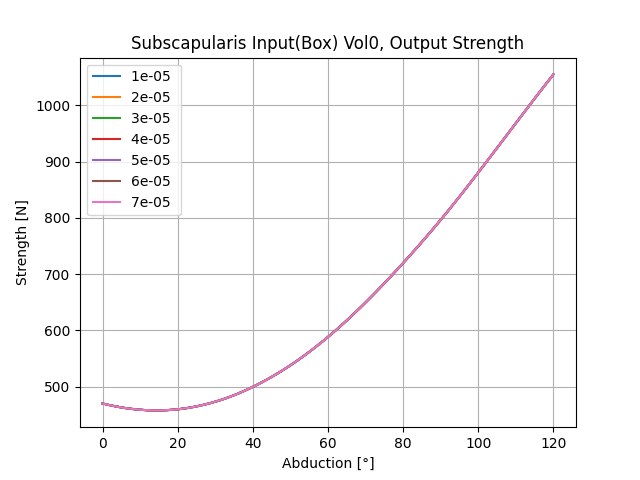 Subscapularis Input(Box) Vol0, Output Strength
1e-05
2e-05
3e-05
4e-05
5e-05
6e-05
7e-05
1000
900
800
700
600
500
Strength [N]
0 20 40 60 80 100 120
Abduction [°]